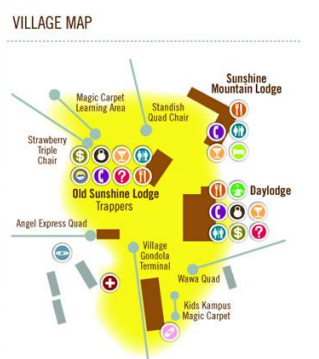 VILLAGE MAP
Sunshine
Mountain Lodge
Magic Carpet
Learning Area
Standish
Quad Chair
Strawberry
Triple
Chair
$
?
Old Sunshine Lodge
Trappers
Daylodge
$
?
Angel Express Quad
Village
Gondola
Terminal
Wawa Quad
Kids Kampus
Magic Carpet